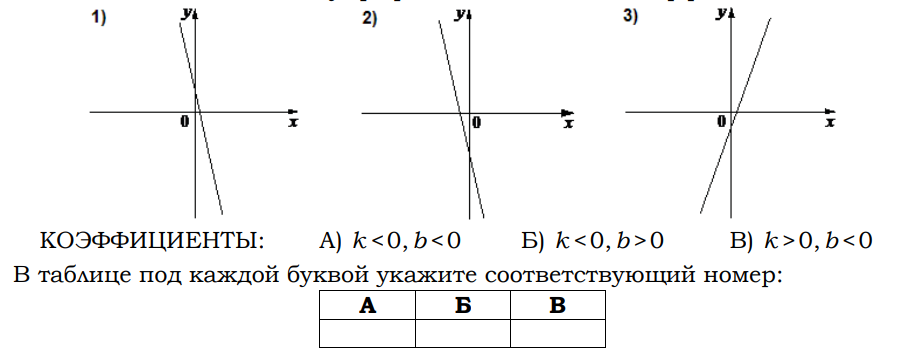 1) y 2) y 3) y
0 x 0 x 0 x
КОЭФФИЦИЕНТЫ: А) k < 0, b < 0 Б) k < 0, b > 0 В) k > 0, b < 0
В таблице под каждой буквой укажите соответствующий номер:
А Б В